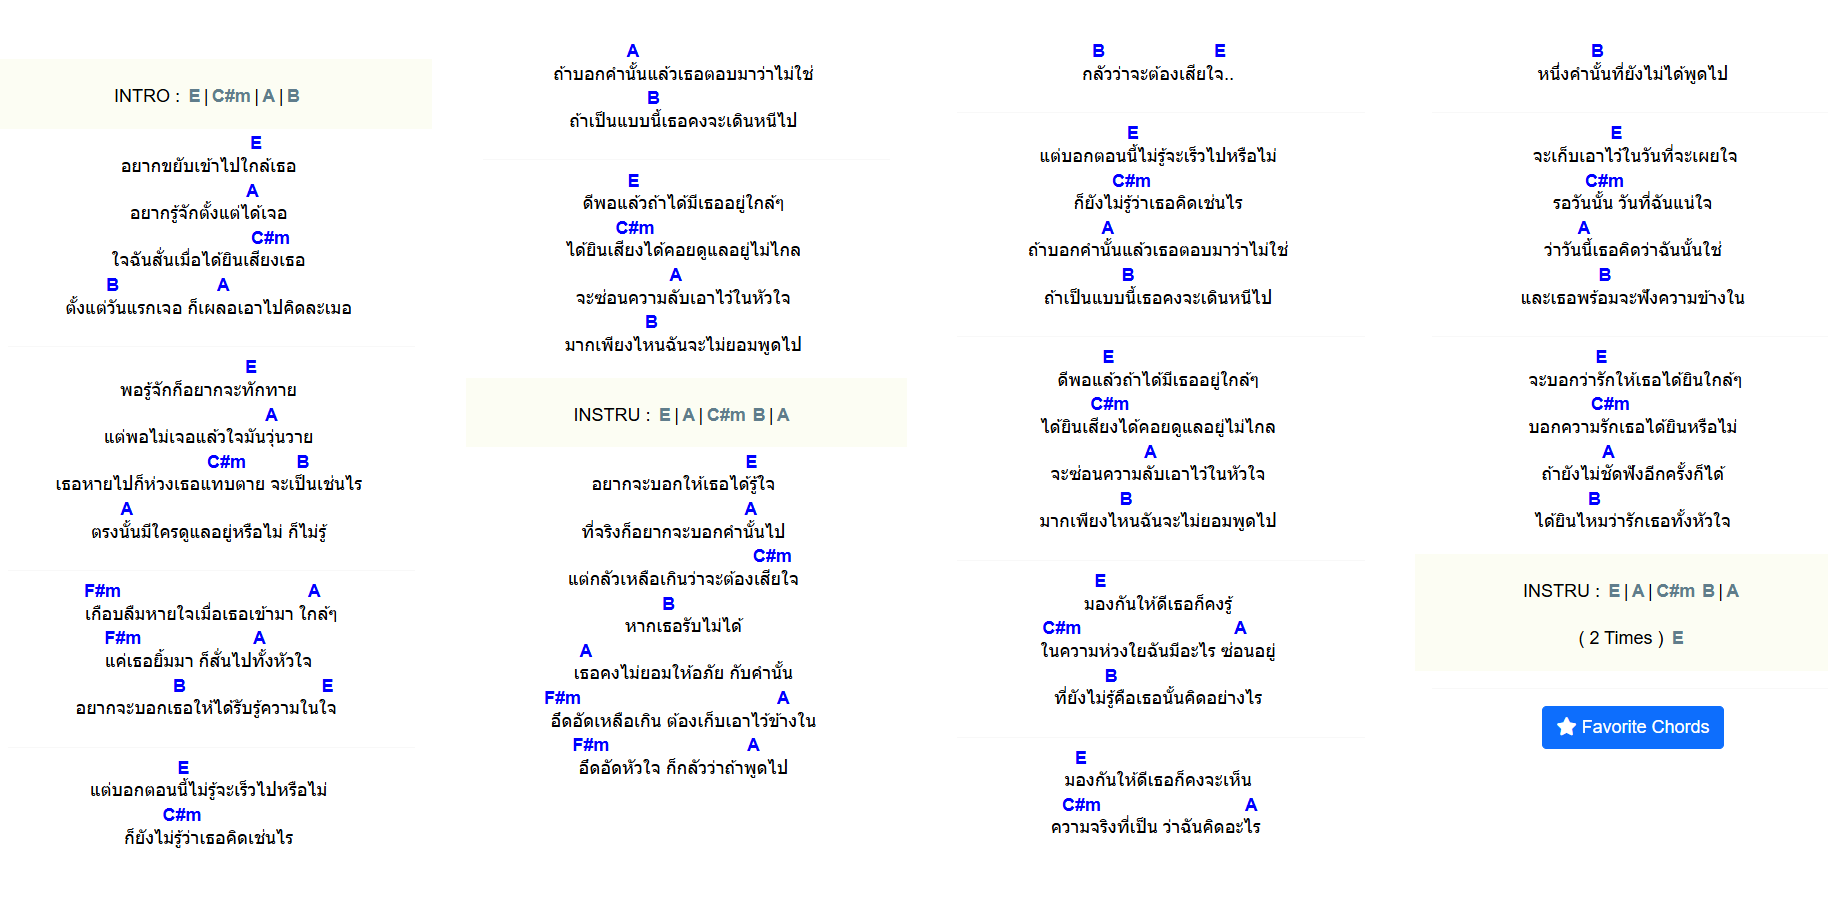 INTRO : E | C#m | A | B
E
อยากขยับเข้าไปใกล้เธอ
A
อยากรู้จักตั้งแต่ได้เจอ
C#m
ใจฉันสั่นเมื่อได้ยินเสียงเธอ
B A
ตั้งแต่วันแรกเจอ ก็เผลอเอาไปคิดละเมอ
E
พอรู้จักก็อยากจะทักทาย
A
แต่พอไม่เจอแล้วใจมันวุ่นวาย
C#m B
เธอหายไปก็ห่วงเธอแทบตาย จะเป็นเช่นไร
A
ตรงนั้นมีใครดูแลอยู่หรือไม่ ก็ไม่รู้
F#m A
เกือบลืมหายใจเมื่อเธอเข้ามา ใกล้ๆ
F#m A
แค่เธอยิ้มมา ก็สั่นไปทั้งหัวใจ
B E
อยากจะบอกเธอให้ได้รับรู้ความในใจ
E
แต่บอกตอนนี้ไม่รู้จะเร็วไปหรือไม่
C#m
ก็ยังไม่รู้ว่าเธอคิดเช่นไร
A
ถ้าบอกคำนั้นแล้วเธอตอบมาว่าไม่ใช่
B
ถ้าเป็นแบบนี้เธอคงจะเดินหนีไป
E
ดีพอแล้วถ้าได้มีเธออยู่ใกล้ๆ
C#m
ได้ยินเสียงได้คอยดูแลอยู่ไม่ไกล
A
จะซ่อนความลับเอาไว้ในหัวใจ
B
มากเพียงไหนฉันจะไม่ยอมพูดไป
INSTRU : E | A | C#m B | A
E
อยากจะบอกให้เธอได้รู้ใจ
A
ที่จริงก็อยากจะบอกคำนั้นไป
C#m
แต่กลัวเหลือเกินว่าจะต้องเสียใจ
B
หากเธอรับไม่ได้
A
เธอคงไม่ยอมให้อภัย กับคำนั้น
F#m A
อึดอัดเหลือเกิน ต้องเก็บเอาไว้ข้างใน
F#m A
อึดอัดหัวใจ ก็กลัวว่าถ้าพูดไป
B E
กลัวว่าจะต้องเสียใจ..
E
แต่บอกตอนนี้ไม่รู้จะเร็วไปหรือไม่
C#m
ก็ยังไม่รู้ว่าเธอคิดเช่นไร
A
ถ้าบอกคำนั้นแล้วเธอตอบมาว่าไม่ใช่
B
ถ้าเป็นแบบนี้เธอคงจะเดินหนีไป
E
ดีพอแล้วถ้าได้มีเธออยู่ใกล้ๆ
C#m
ได้ยินเสียงได้คอยดูแลอยู่ไม่ไกล
A
จะซ่อนความลับเอาไว้ในหัวใจ
B
มากเพียงไหนฉันจะไม่ยอมพูดไป
E
มองกันให้ดีเธอก็คงรู้
C#m A
ในความห่วงใยฉันมีอะไร ซ่อนอยู่
B
ที่ยังไม่รู้คือเธอนั้นคิดอย่างไร
E
มองกันให้ดีเธอก็คงจะเห็น
C#m A
ความจริงที่เป็น ว่าฉันคิดอะไร
B
หนึ่งคำนั้นที่ยังไม่ได้พูดไป
E
จะเก็บเอาไว้ในวันที่จะเผยใจ
C#m
รอวันนั้น วันที่ฉันแน่ใจ
A
ว่าวันนี้เธอคิดว่าฉันนั้นใช่
B
และเธอพร้อมจะฟังความข้างใน
E
จะบอกว่ารักให้เธอได้ยินใกล้ๆ
C#m
บอกความรักเธอได้ยินหรือไม่
A
ถ้ายังไม่ชัดฟังอีกครั้งก็ได้
B
ได้ยินไหมว่ารักเธอทั้งหัวใจ
INSTRU : E | A | C#m B | A
( 2 Times ) E
Favorite Chords